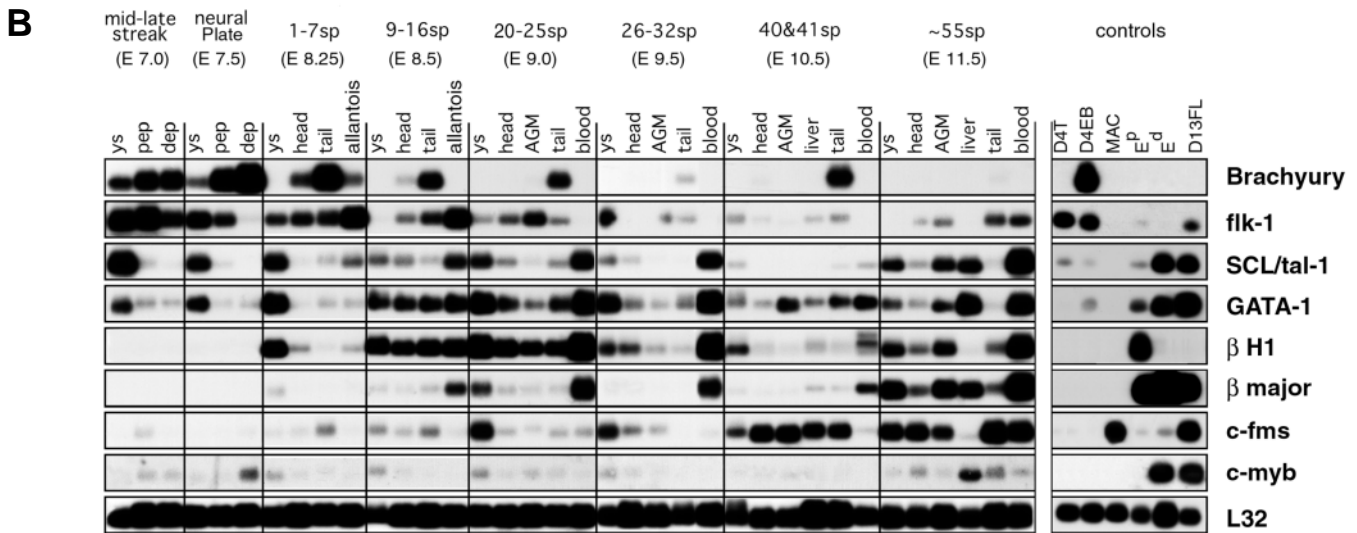 B
mid-late streak
(E 7.0)
neural Plate
(E 7.5)
1-7sp
(E 8.25)
9-16sp
(E 8.5)
20-25sp
(E 9.0)
26-32sp
(E 9.5)
40&41sp
(E 10.5)
~55sp
(E 11.5)
controls
ys
pep
dep
ys
pep
dep
ys
head
tail
allantois
ys
head
tail
allantois
ys
head
AGM
tail
blood
ys
head
AGM
tail
blood
ys
head
AGM
liver
tail
blood
ys
head
AGM
liver
tail
blood
D4T
D4EB
MAC
Ep
Ed
D13FL
Brachyury
flk-1
SCL/tal-1
GATA-1
β H1
β major
c-fms
c-myb
L32